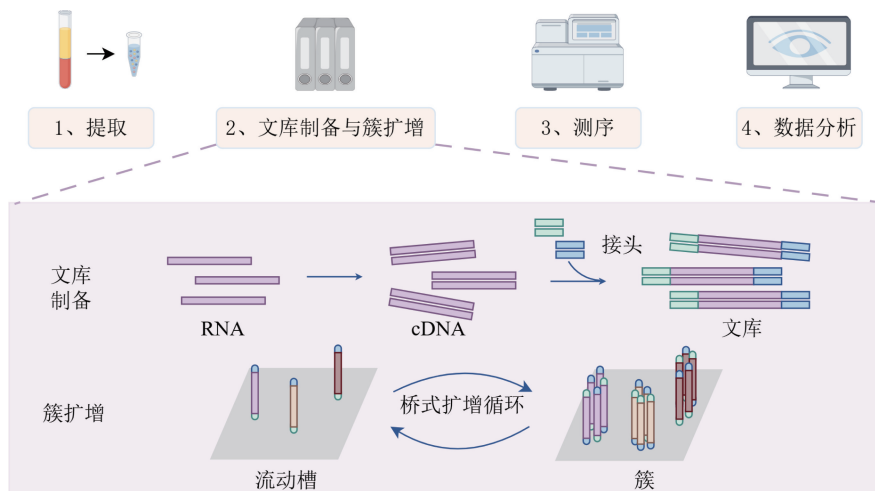 1、提取
2、文库制备与簇扩增
3、测序
4、数据分析
接头
文库
制备
RNA
cDNA
文库
簇扩增
桥式扩增循环
流动槽
簇